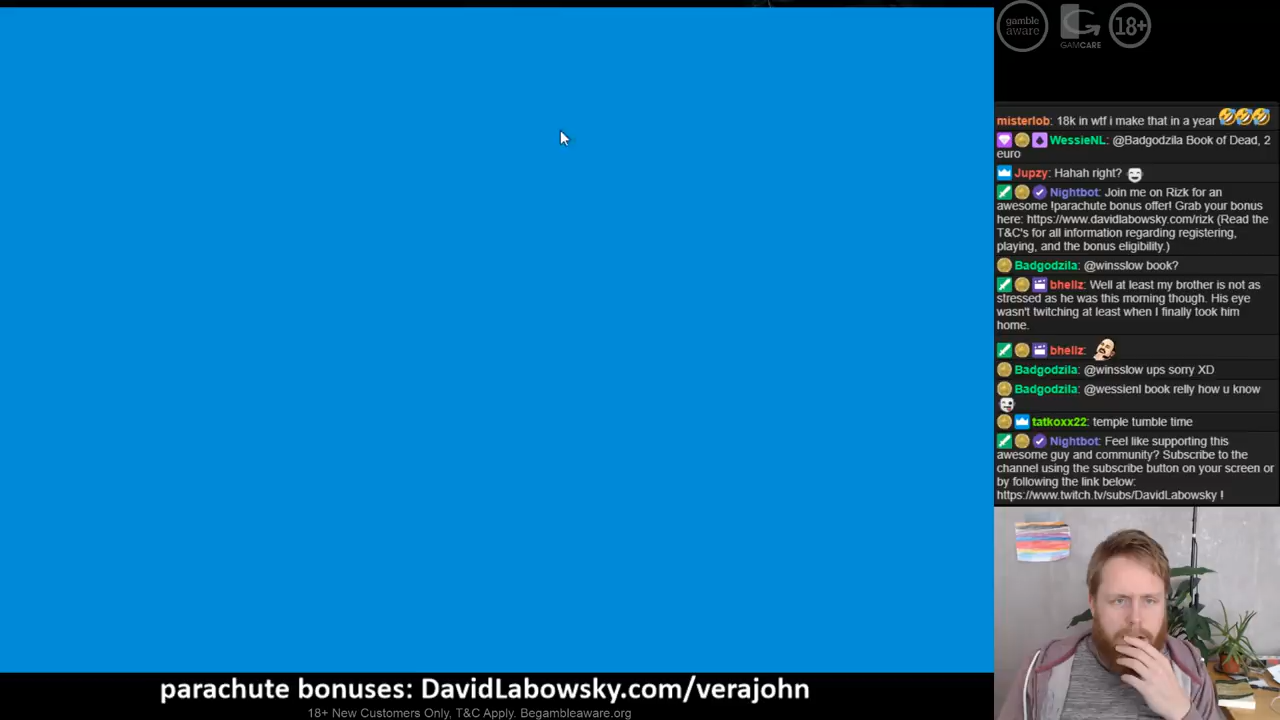 gamble
aware
GAMCARE
18+
misterlob: 18k in wtf i make that in a year
WessieNL: @Badgodzila Book of Dead, 2
euro
Jupzy: Hahah right?
Nightbot: Join me on Rizk for an
awesome !parachute bonus offer! Grab your bonus
here: https://www.davidlabowsky.com/rizk (Read the
T&C's for all information regarding registering,
playing, and the bonus eligibility.)
Badgodzila: @winsslow book?
bhellz: Well at least my brother is not as
stressed as he was this morning though. His eye
wasn't twitching at least when I finally took him
home.
bhellz:
Badgodzila: @winsslow ups sorry XD
Badgodzila: @wessienl book relly how u know
tatkoxx22: temple tumble time
Nightbot: Feel like supporting this
awesome guy and community? Subscribe to the
channel using the subscribe button on your screen or
by following the link below:
https://www.twitch.tv/subs/DavidLabowsky !
parachute bonuses: DavidLabowsky.com/verajohn
18+ New Customers Only, T&C Apply. Begambleaware.org